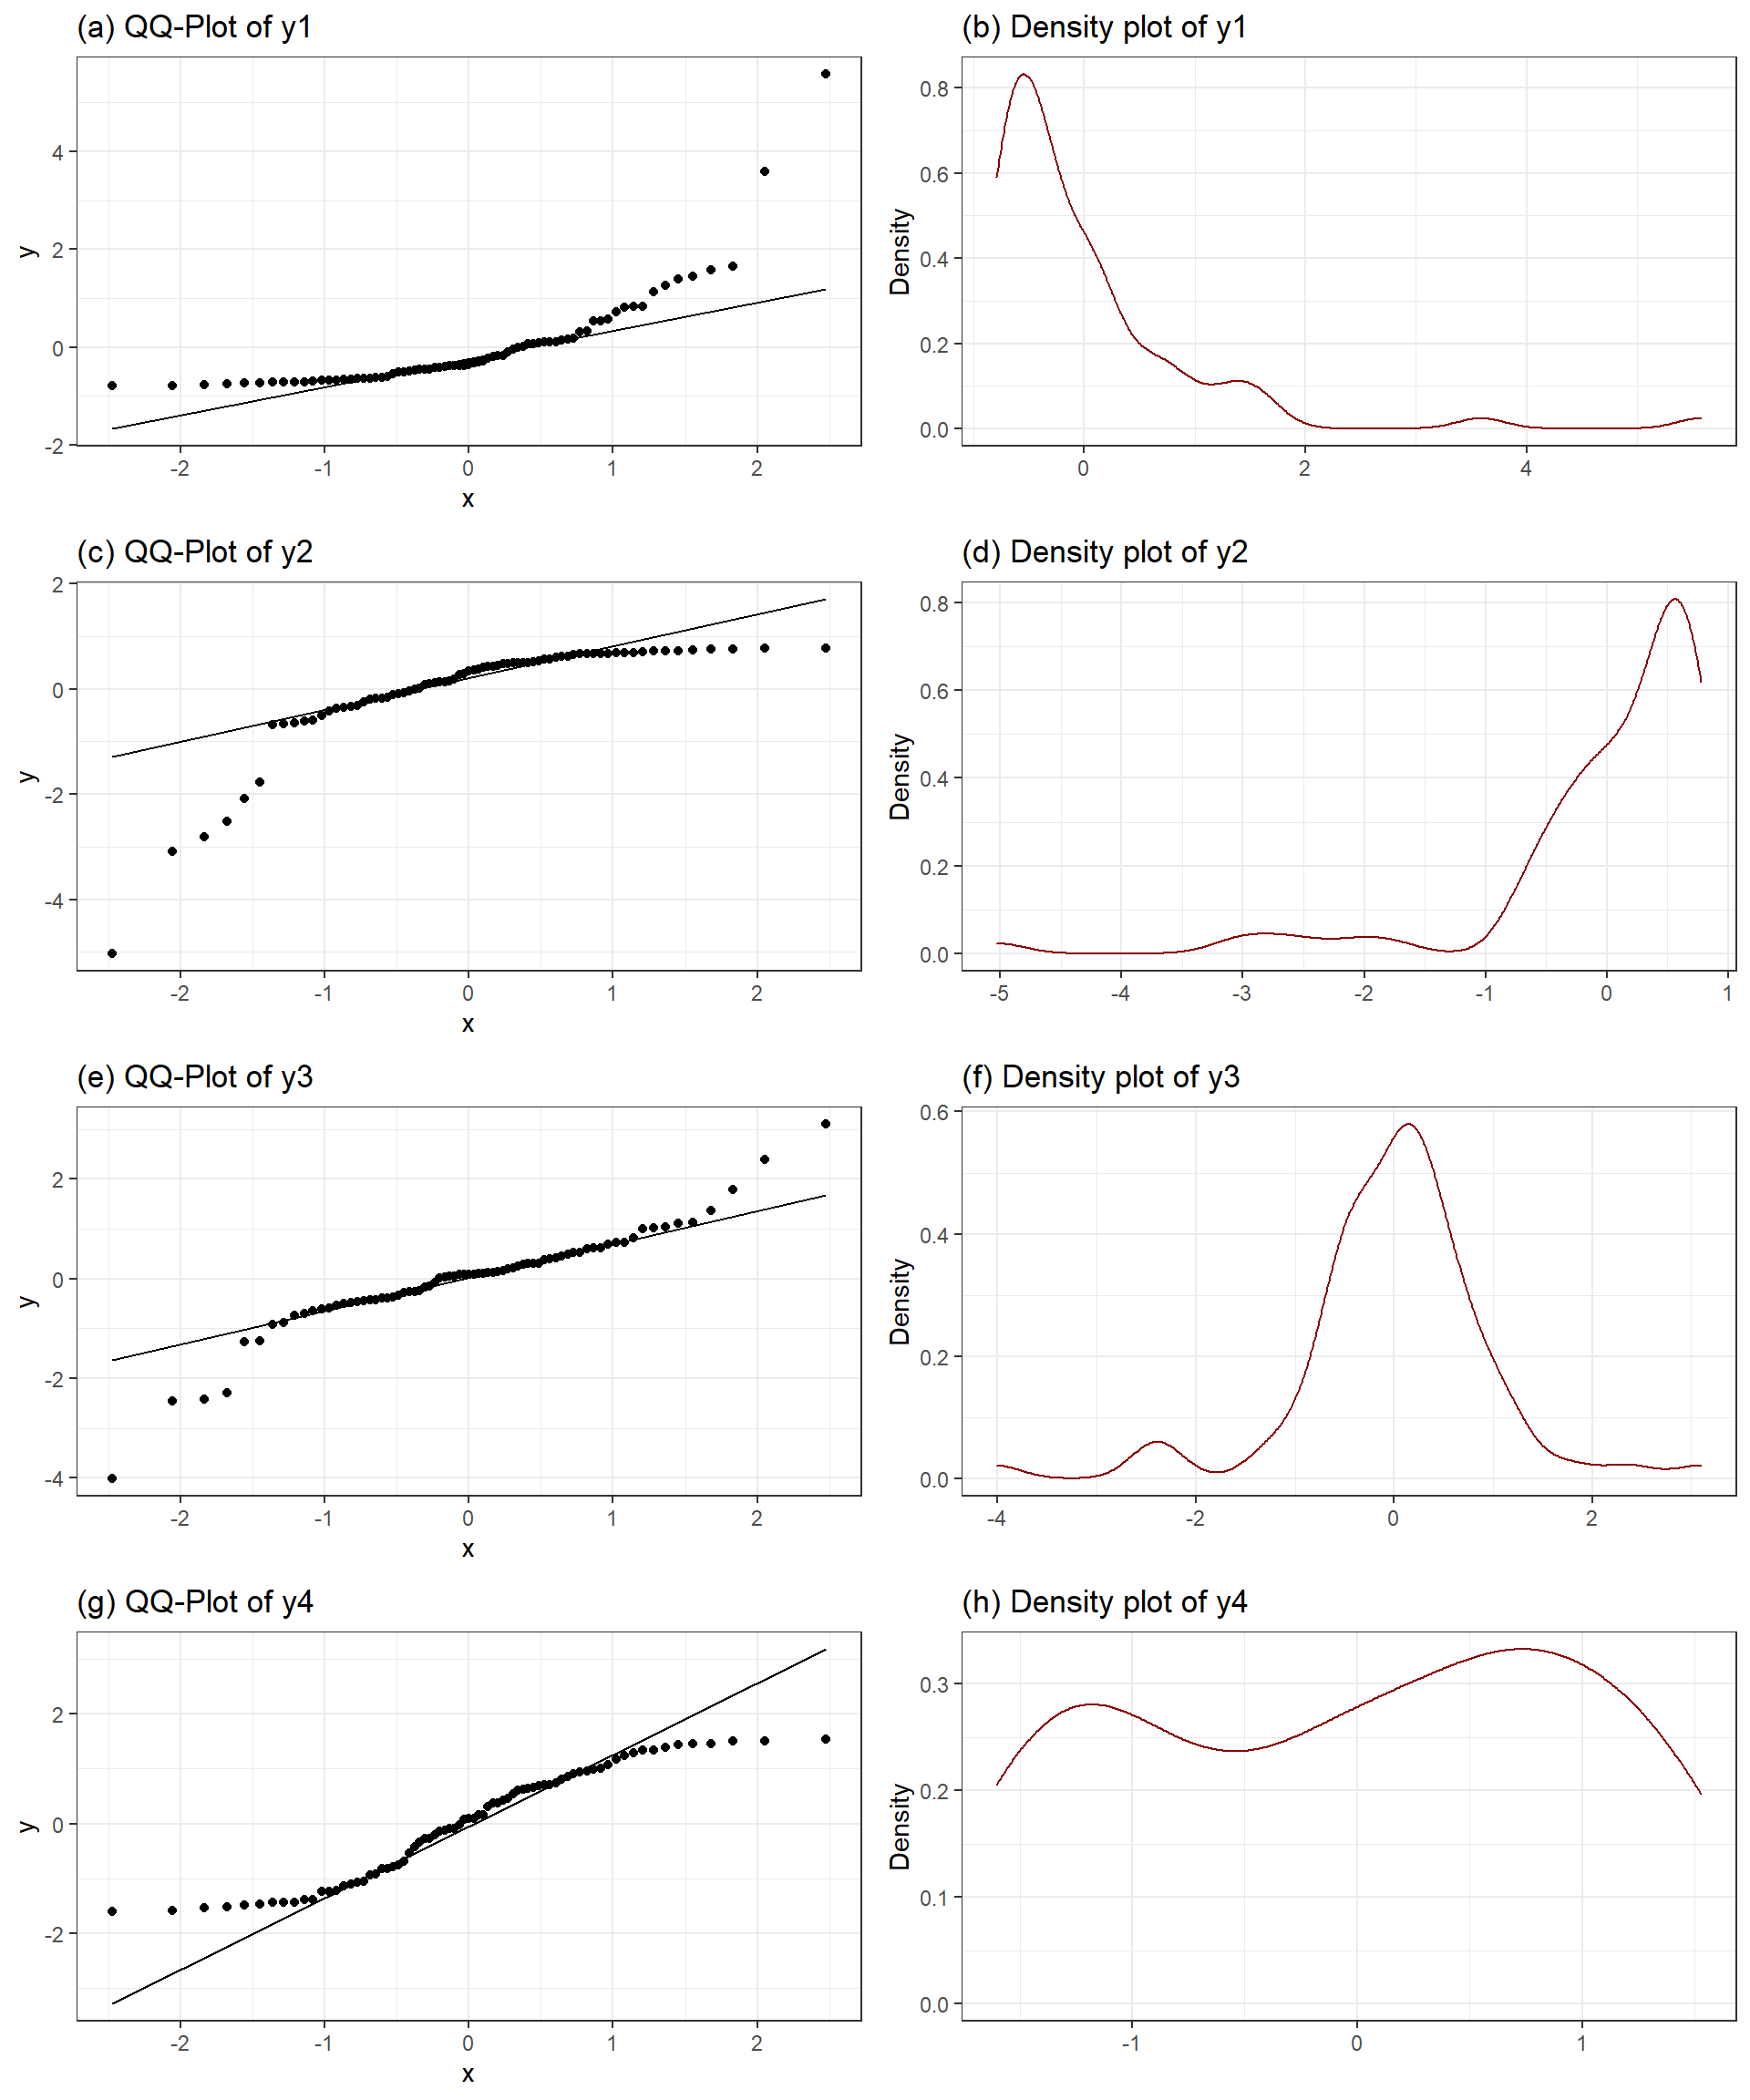 (a) QQ-Plot of y1
y
4
2
0
-2
-2 -1 0 1 2
x
(b) Density plot of y1
Density
0.8
0.6
0.4
0.2
0.0
0 2 4
(c) QQ-Plot of y2
y
2
0
-2
-4
-2 -1 0 1 2
x
(d) Density plot of y2
Density
0.8
0.6
0.4
0.2
0.0
-5 -4 -3 -2 -1 0 1
(e) QQ-Plot of y3
y
2
0
-2
-4
-2 -1 0 1 2
x
(f) Density plot of y3
Density
0.6
0.4
0.2
0.0
-4 -2 0 2
(g) QQ-Plot of y4
y
2
0
-2
-2 -1 0 1 2
x
(h) Density plot of y4
Density
0.3
0.2
0.1
0.0
-1 0 1